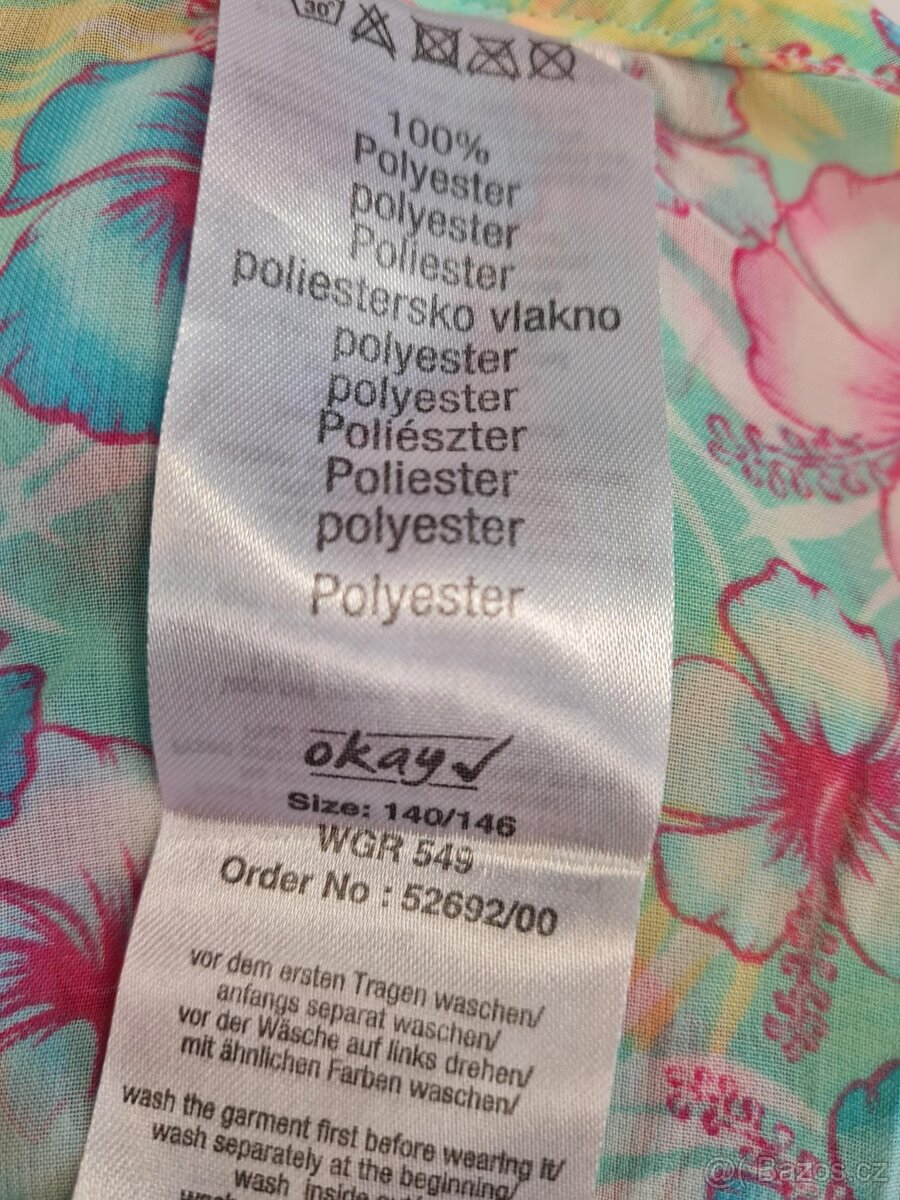 30°
100%
Polyester
polyester
Poliester
poliestersko vlakno
polyester
polyester
Poliészter
Poliester
polyester
Polyester
okay
Size: 140/146
WGR 549
Order No : 52692/00
vor dem ersten Tragen waschen/
anfangs separat waschen/
vor der Wäsche auf links drehen/
mit ähnlichen Farben waschen/
wash the garment first before wearing it/
wash separately at the beginning/
wash inside
@ Bazos.cz